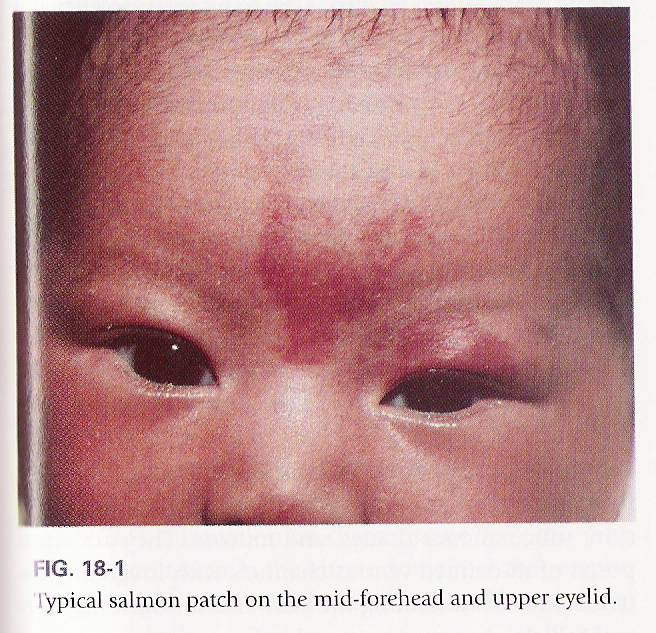 FIG. 18-1
Typical salmon patch on the mid-forehead and upper eyelid.